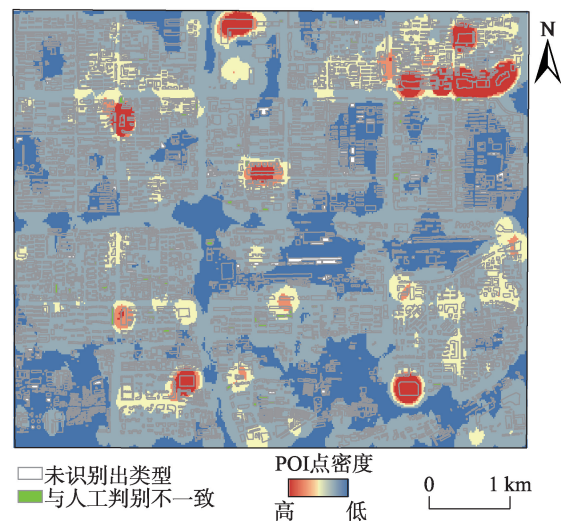 N
未识别出类型
与人工判别不一致
POI点密度
高 低
0 1 km